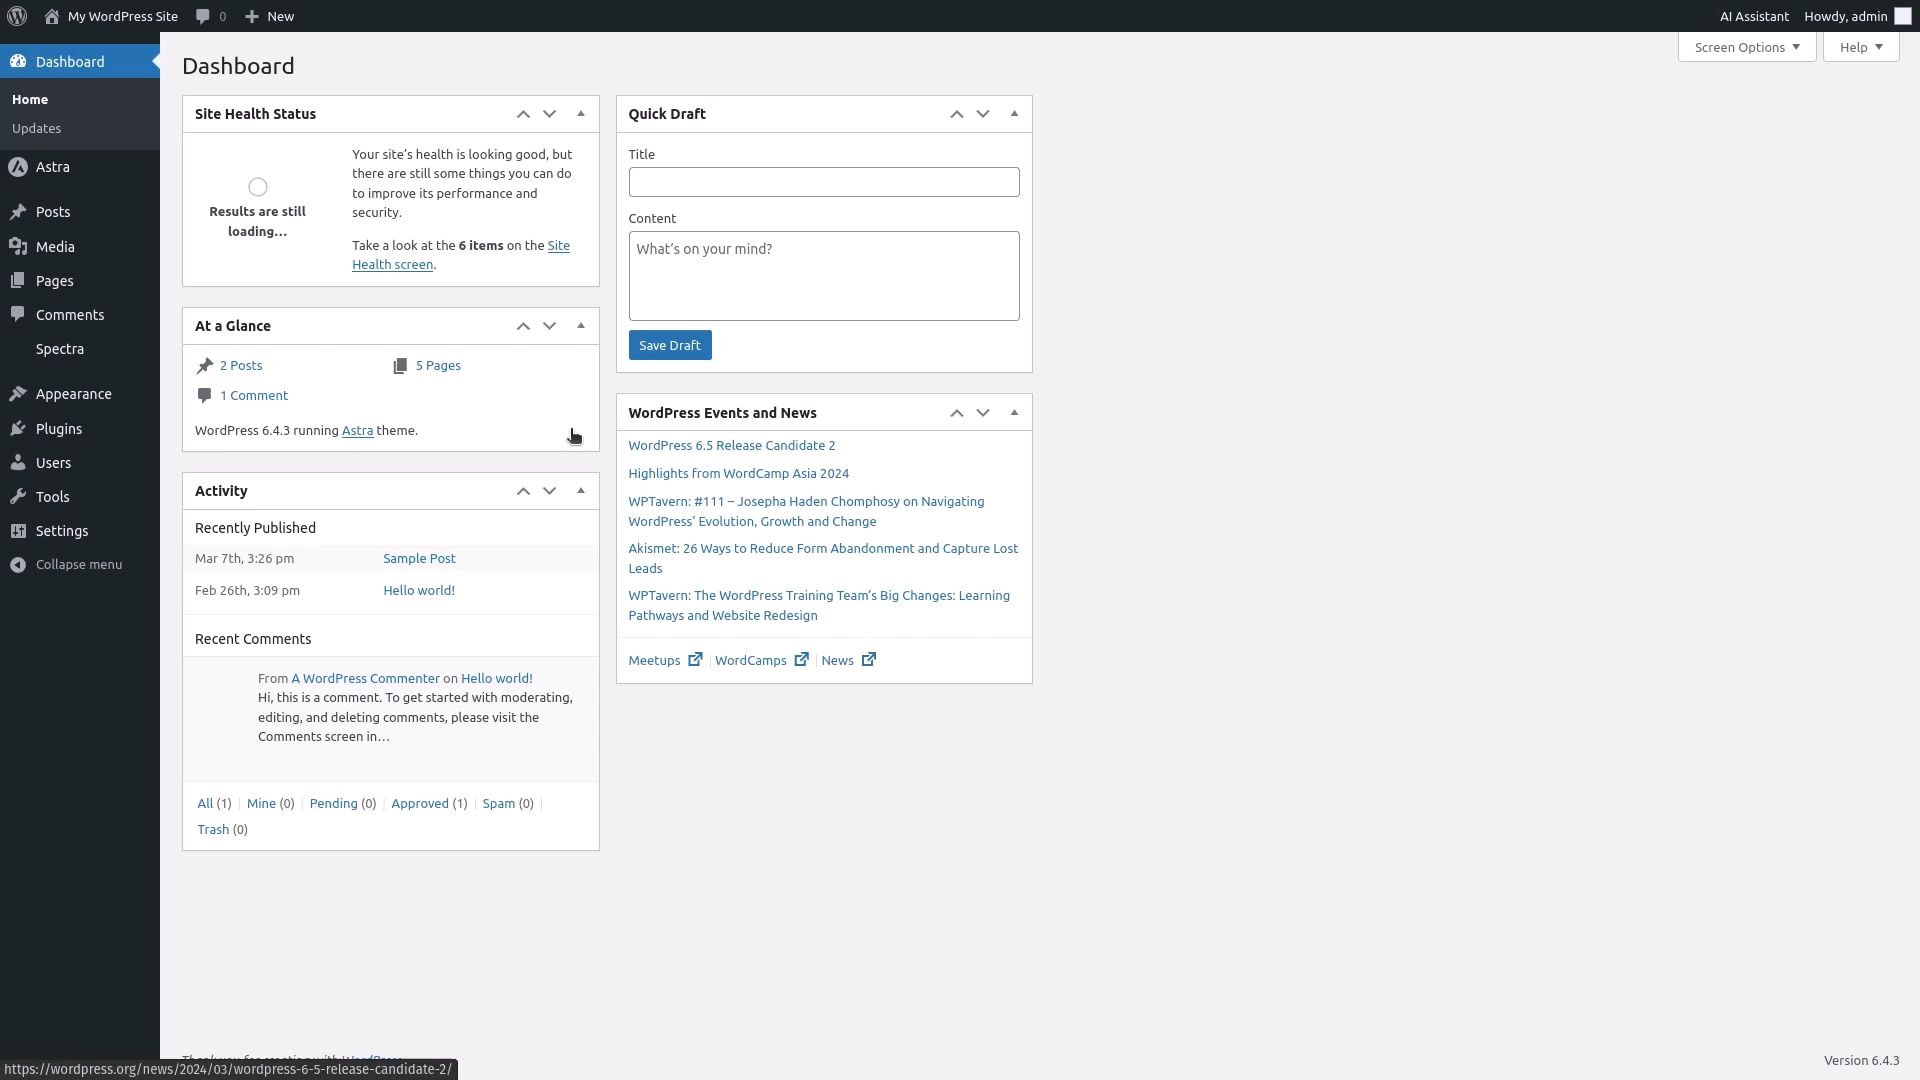 My WordPress Site 0 New AI Assistant Howdy, admin
Dashboard
Home
Updates
Astra
Posts
Media
Pages
Comments
Spectra
Appearance
Plugins
Users
Tools
Settings
Collapse menu
Screen Options
Help
Dashboard
Site Health Status
Results are still
loading…
Your site’s health is looking good, but
there are still some things you can do
to improve its performance and
security.
Take a look at the 6 items on the Site
Health screen.
At a Glance
2 Posts
5 Pages
1 Comment
WordPress 6.4.3 running Astra theme.
Activity
Recently Published
Mar 7th, 3:26 pm Sample Post
Feb 26th, 3:09 pm Hello world!
Recent Comments
From A WordPress Commenter on Hello world!
Hi, this is a comment. To get started with moderating,
editing, and deleting comments, please visit the
Comments screen in…
All (1) | Mine (0) | Pending (0) | Approved (1) | Spam (0) |
Trash (0)
Quick Draft
Title
Content
What’s on your mind?
Save Draft
WordPress Events and News
WordPress 6.5 Release Candidate 2
Highlights from WordCamp Asia 2024
WPTavern: #111 – Josepha Haden Chomphosy on Navigating
WordPress’ Evolution, Growth and Change
Akismet: 26 Ways to Reduce Form Abandonment and Capture Lost
Leads
WPTavern: The WordPress Training Team’s Big Changes: Learning
Pathways and Website Redesign
Meetups | WordCamps | News
Version 6.4.3
https://wordpress.org/news/2024/03/wordpress-6-5-release-candidate-2/